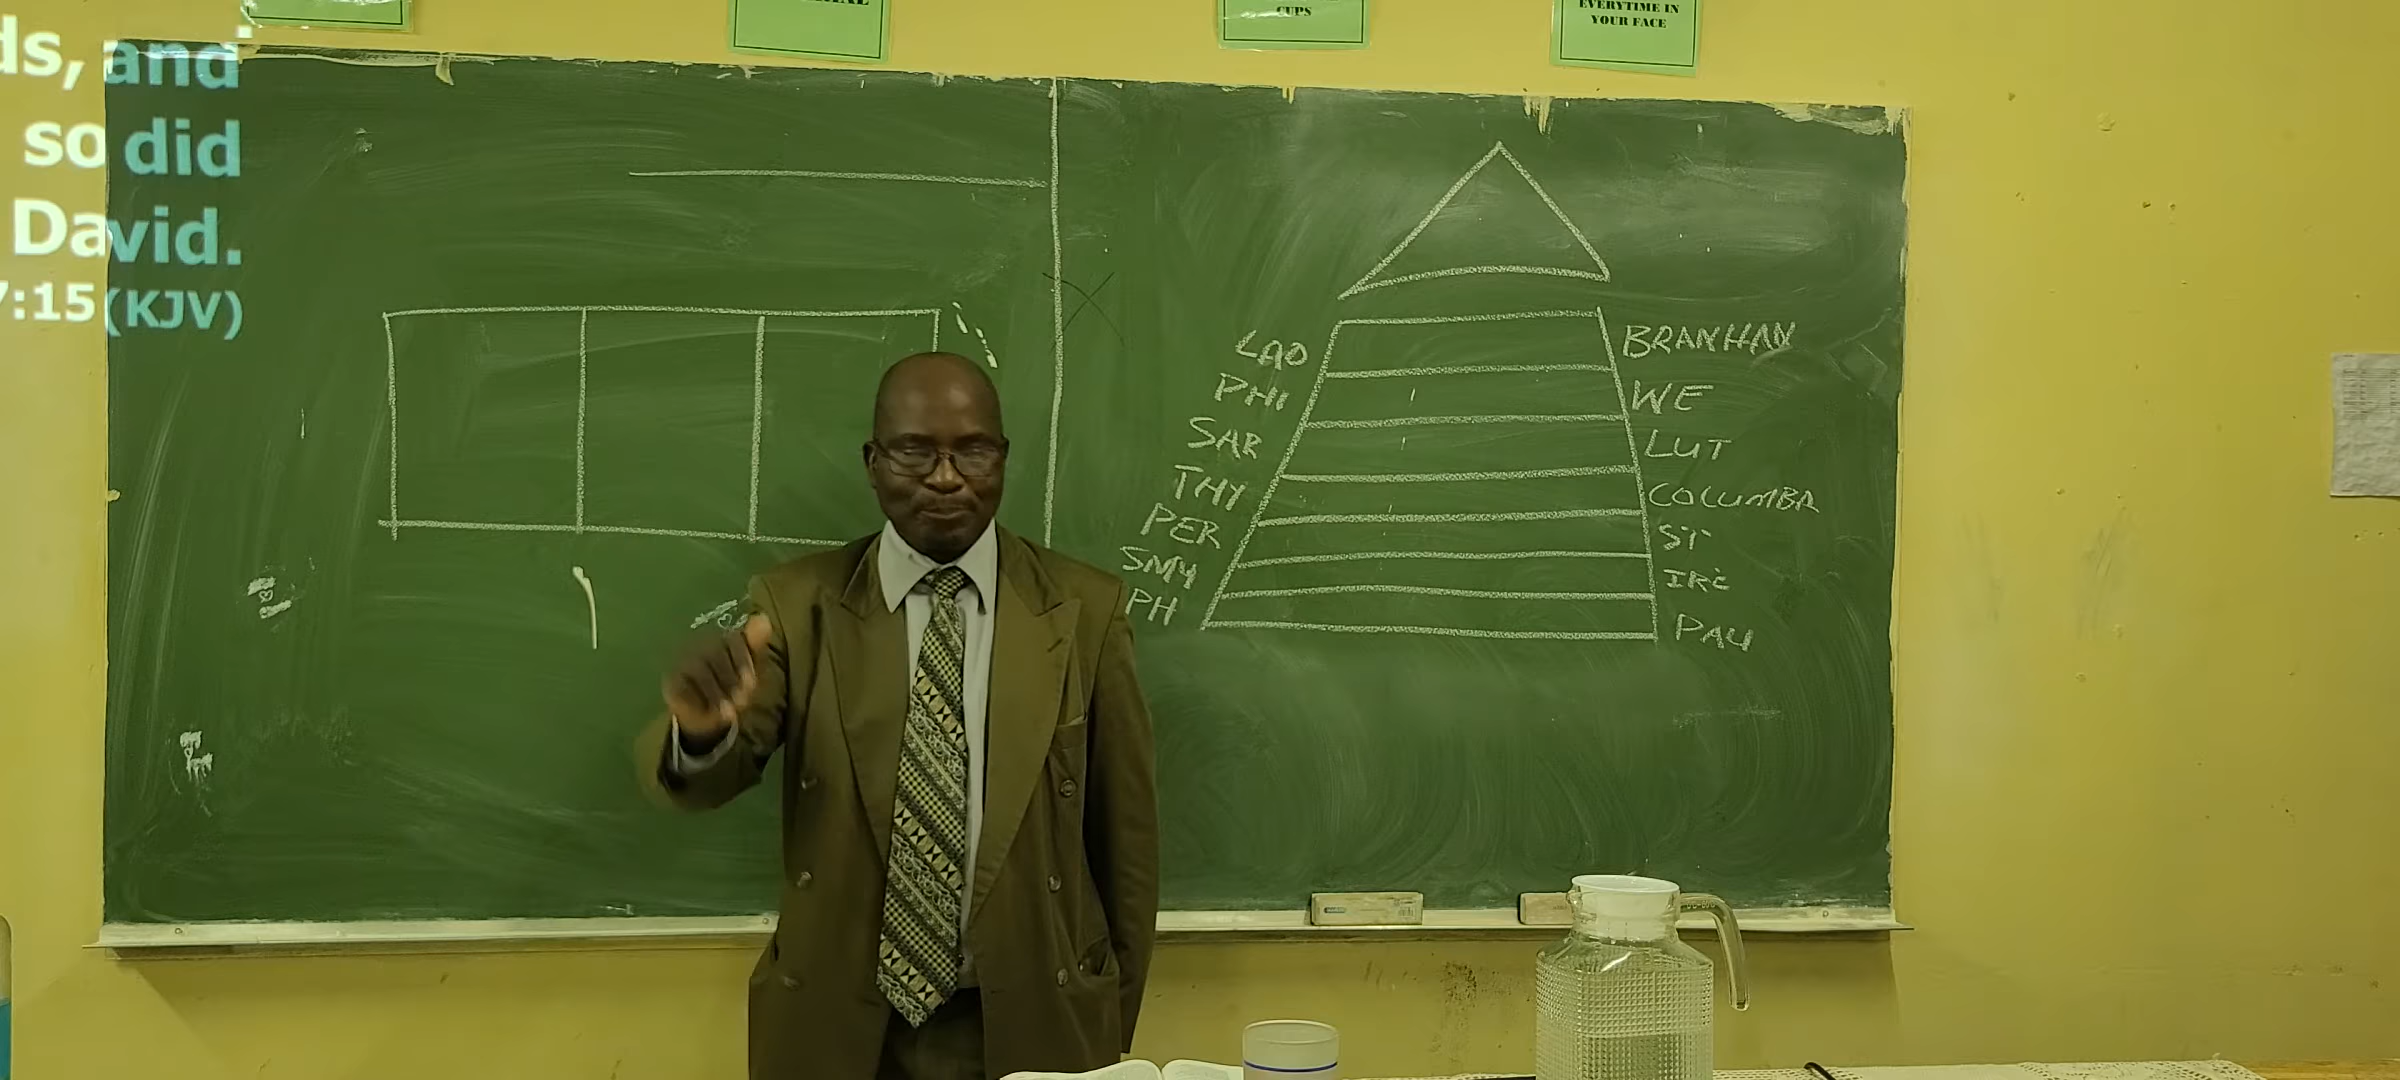 ds, and
so did
David.
7:15(KJV)
CUPS
EVERYTIME IN
YOUR FACE
LAO
PHI
SAR
THY
PER
SMY
PH
BRANHAN
WE
LUT
COLUMBA
ST
IRE
PAU